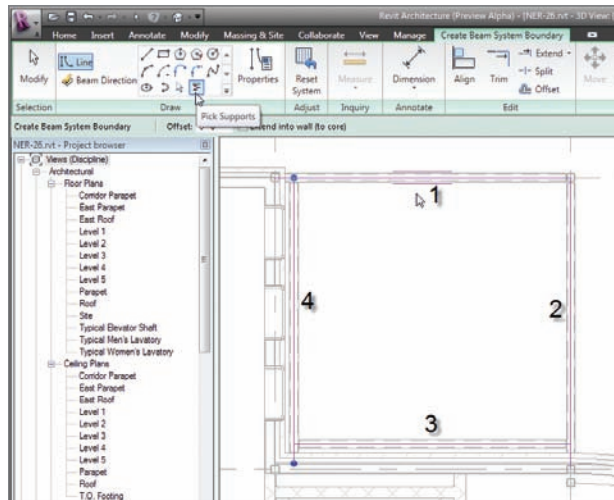 Revit Architecture (Preview Alpha) - [NER-26.rvt - 3D View:
Home Insert Annotate Modify Massing & Site Collaborate View Manage Create Beam System Boundary
Modify
Line
Beam Direction
Properties
Reset
System
Measure
Dimension
Align
Trim
Extend
Split
Offset
Move
Selection Draw Adjust Inquiry Annotate Edit
Pick Supports
Create Beam System Boundary Offset: Extend into wall (to core)
NER-26.rvt - Project browser
Views (Discipline)
Architectural
Floor Plans
Corridor Parapet
East Parapet
East Roof
Level 1
Level 2
Level 3
Level 4
Level 5
Parapet
Roof
Site
Typical Elevator Shaft
Typical Men's Lavatory
Typical Women's Lavatory
Ceiling Plans
Corridor Parapet
East Parapet
East Roof
Level 1
Level 2
Level 3
Level 4
Level 5
Parapet
Roof
T.O. Footing
1
4
2
3